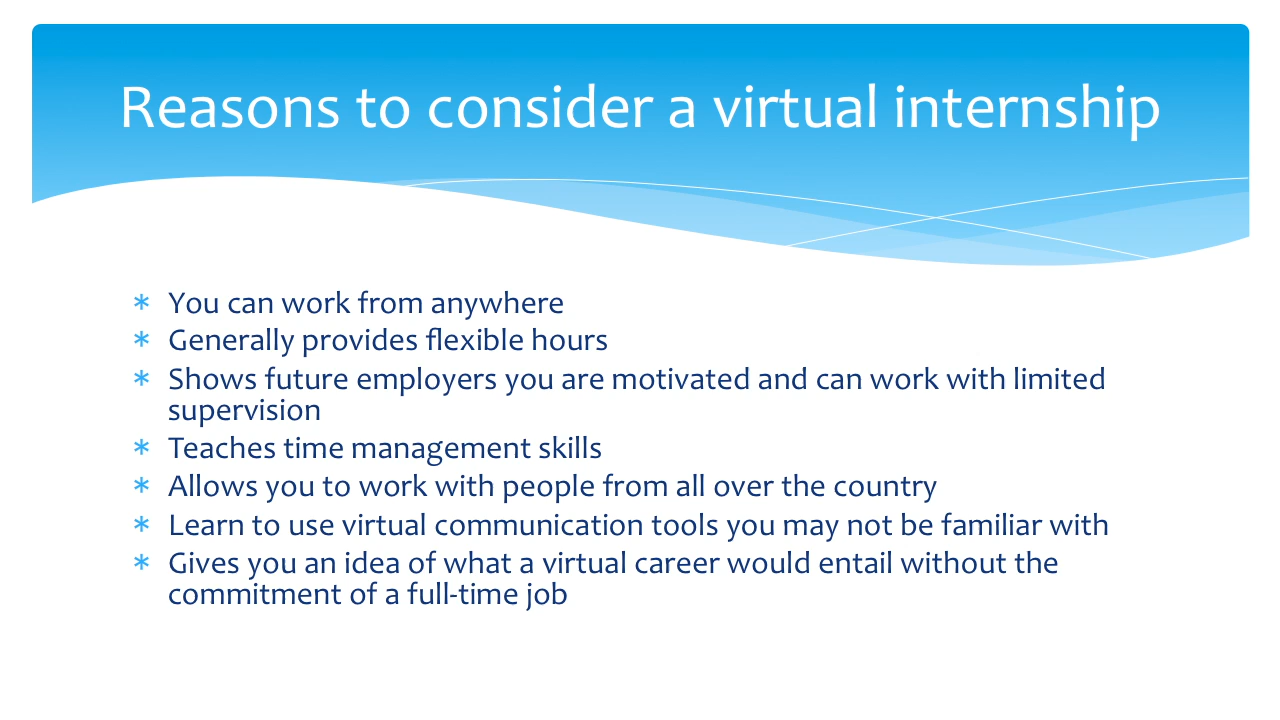 Reasons to consider a virtual internship
* You can work from anywhere
* Generally provides flexible hours
* Shows future employers you are motivated and can work with limited
supervision
* Teaches time management skills
* Allows you to work with people from all over the country
* Learn to use virtual communication tools you may not be familiar with
* Gives you an idea of what a virtual career would entail without the
commitment of a full-time job